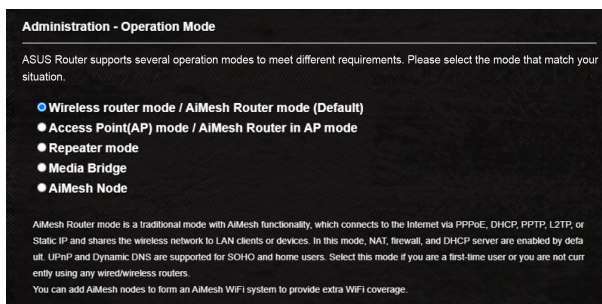 Administration - Operation Mode
ASUS Router supports several operation modes to meet different requirements. Please select the mode that match your
situation.
Wireless router mode / AiMesh Router mode (Default)
Access Point(AP) mode / AiMesh Router in AP mode
Repeater mode
Media Bridge
AiMesh Node
AiMesh Router mode is a traditional mode with AiMesh functionality, which connects to the Internet via PPPoE, DHCP, PPTP, L2TP, or
Static IP and shares the wireless network to LAN clients or devices. In this mode, NAT, firewall, and DHCP server are enabled by defa
ult. UPnP and Dynamic DNS are supported for SOHO and home users. Select this mode if you are a first-time user or you are not curr
ently using any wired/wireless routers.
You can add AiMesh nodes to form an AiMesh WiFi system to provide extra WiFi coverage.